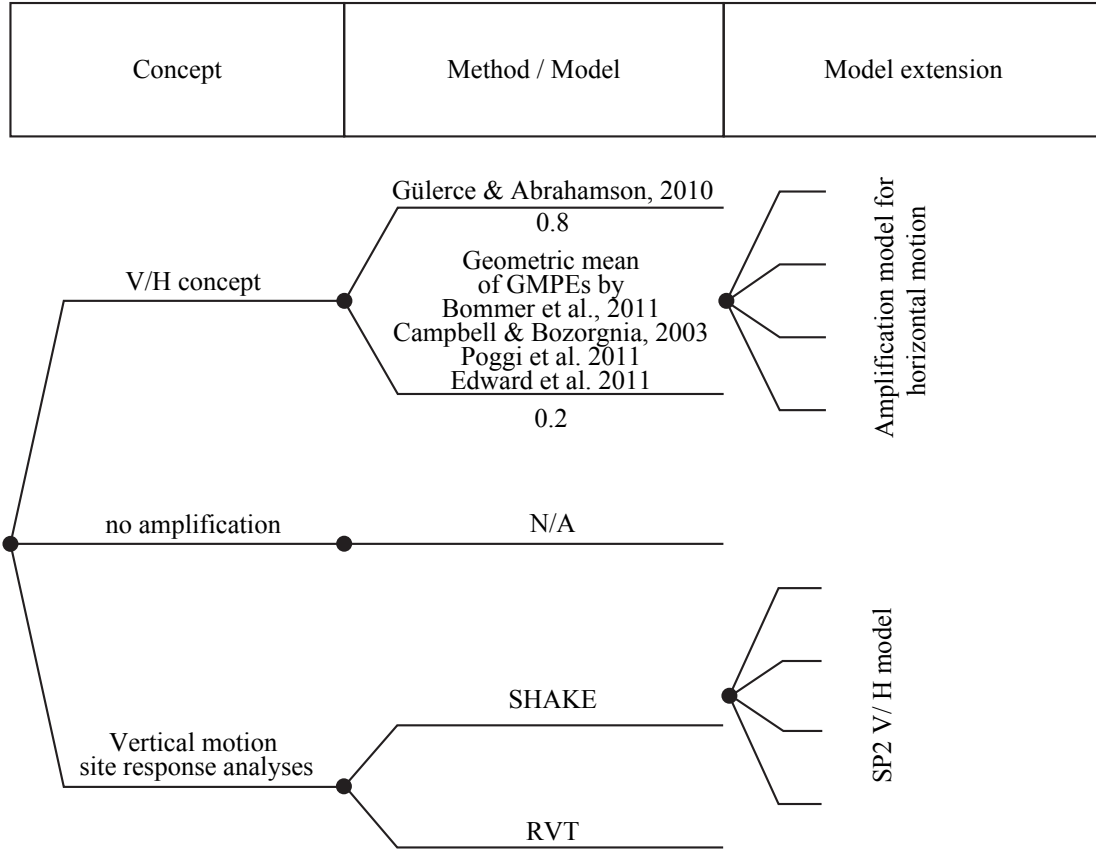 Concept
Method / Model
Model extension
Gülerce & Abrahamson, 2010
0.8
V/H concept
Geometric mean
of GMPEs by
Bommer et al., 2011
Campbell & Bozorgnia, 2003
Poggi et al. 2011
Edward et al. 2011
0.2
Amplification model for
horizontal motion
no amplification
N/A
Vertical motion
site response analyses
SHAKE
RVT
SP2 V/ H model